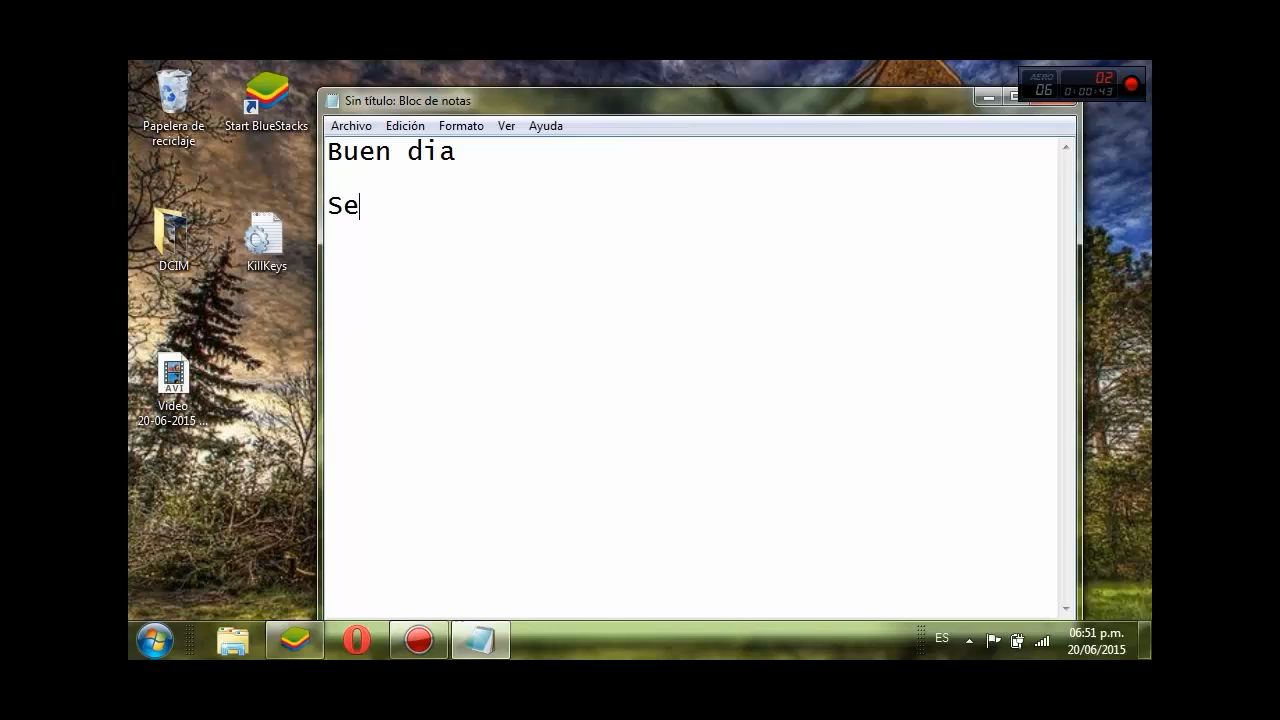 Papelera de
reciclaje
Start BlueStacks
DCIM
KillKeys
AVI
Video
20-06-2015 ...
Sin título: Bloc de notas
Archivo Edición Formato Ver Ayuda
Buen dia
Se
AERO
06
02
0:00:43
ES
06:51 p.m.
20/06/2015